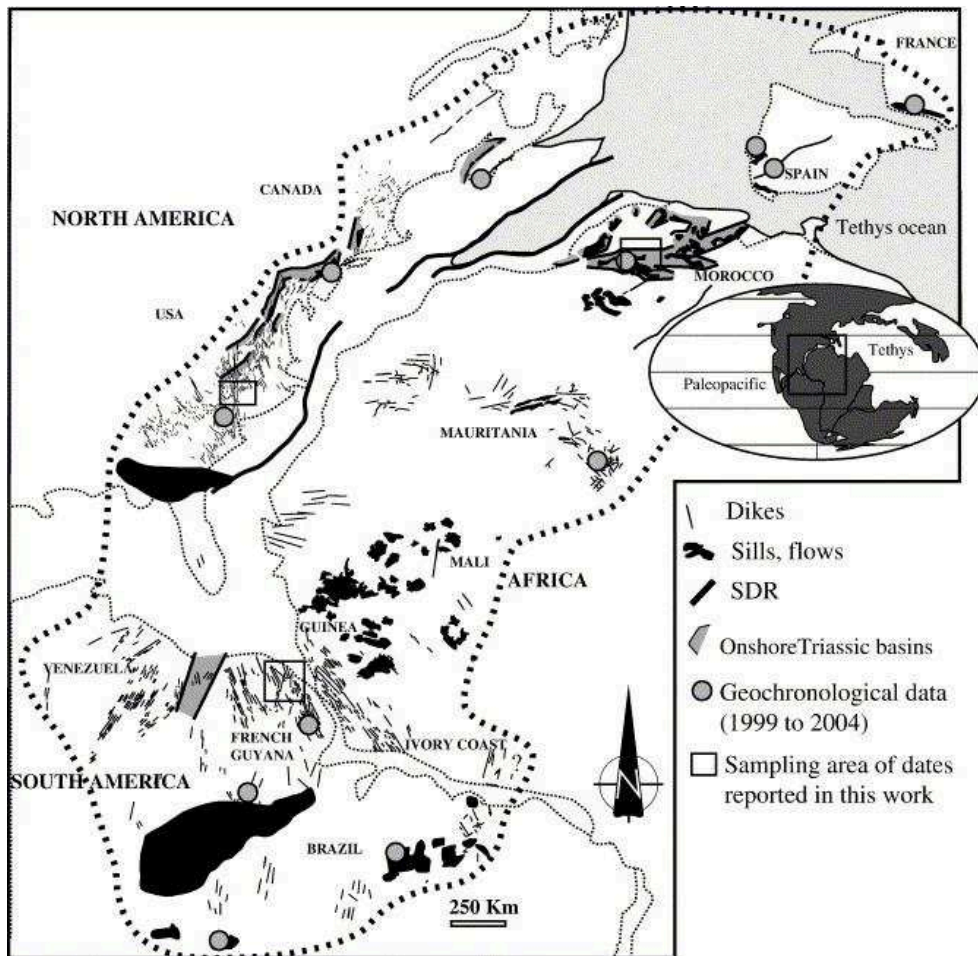 FRANCE
SPAIN
CANADA
NORTH AMERICA
Tethys ocean
MOROCCO
USA
Tethys
Paleopacific
MAURITANIA
MALI
AFRICA
GUINEA
VENEZUELA
FRENCH
GUYANA
IVORY COAST
SOUTH AMERICA
BRAZIL
250 Km
N
Dikes
Sills, flows
SDR
OnshoreTriassic basins
Geochronological data
(1999 to 2004)
Sampling area of dates
reported in this work